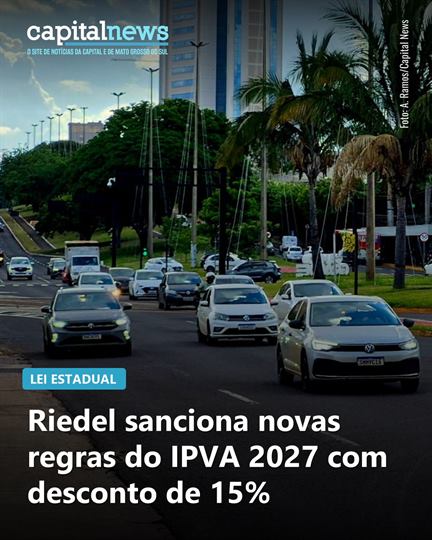 capitalnews
O SITE DE NOTÍCIAS DA CAPITAL E DE MATO GROSSO DO SUL
Foto: A. Ramos/Capital News
LEI ESTADUAL
Riedel sanciona novas
regras do IPVA 2027 com
desconto de 15%